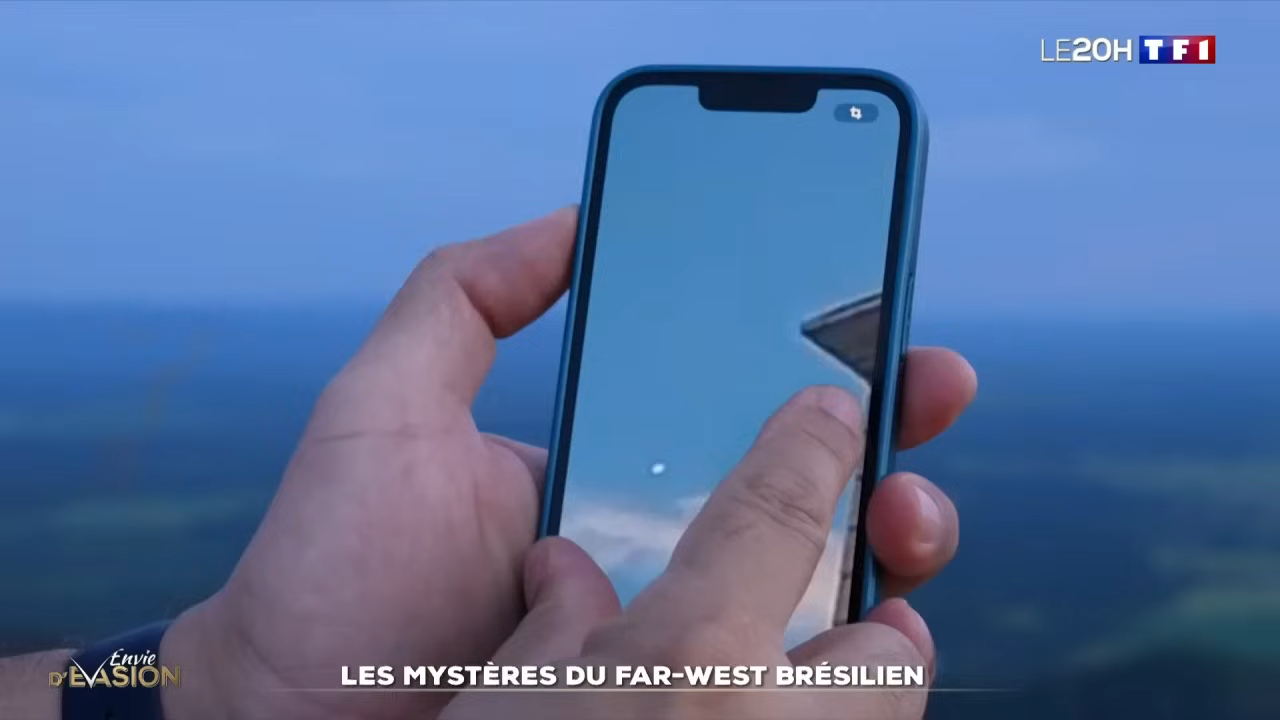 LE20H TF1
Envie
D'ÉVASION
LES MYSTÈRES DU FAR-WEST BRÉSILIEN